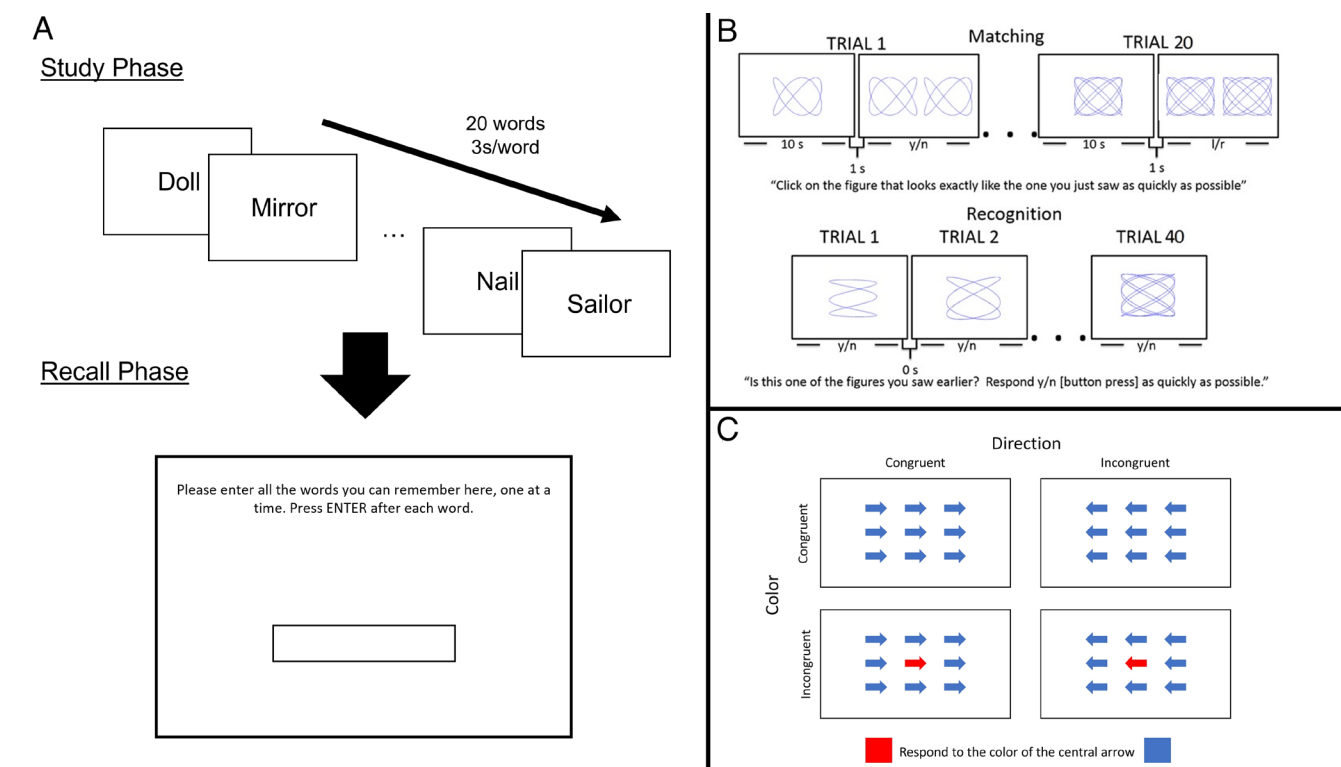 A
Study Phase
20 words
3s/word
Doll
Mirror
...
Nail
Sailor
Recall Phase
Please enter all the words you can remember here, one at a
time. Press ENTER after each word.
B
Matching
TRIAL 1
TRIAL 20
10 s
y/n
10 s
l/r
1 s
1 s
“Click on the figure that looks exactly like the one you just saw as quickly as possible”
Recognition
TRIAL 1
TRIAL 2
TRIAL 40
y/n
y/n
y/n
0 s
“Is this one of the figures you saw earlier? Respond y/n [button press] as quickly as possible.”
C
Direction
Congruent
Incongruent
Color
Congruent
Incongruent
Respond to the color of the central arrow